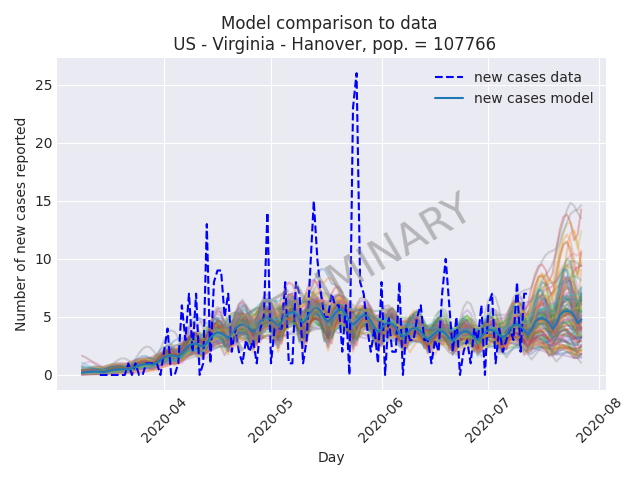 Model comparison to data
US - Virginia - Hanover, pop. = 107766
new cases data
new cases model
Number of new cases reported
25
20
15
10
5
0
MINARY
2020-04
2020-05
2020-06
2020-07
2020-08
Day